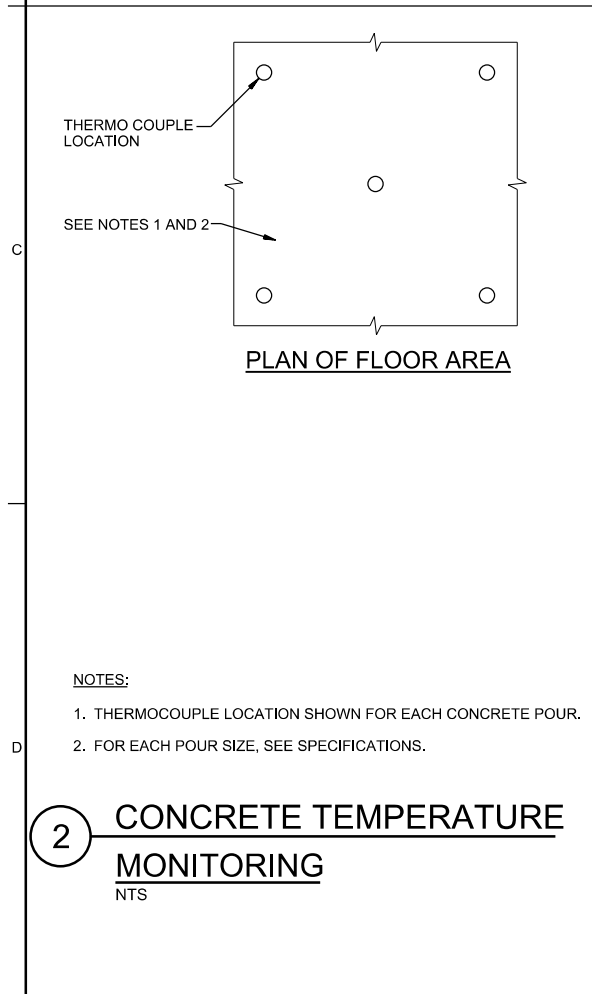 THERMO COUPLE
LOCATION
SEE NOTES 1 AND 2
C
PLAN OF FLOOR AREA
NOTES:
1. THERMOCOUPLE LOCATION SHOWN FOR EACH CONCRETE POUR.
2. FOR EACH POUR SIZE, SEE SPECIFICATIONS.
D
2
CONCRETE TEMPERATURE
MONITORING
NTS